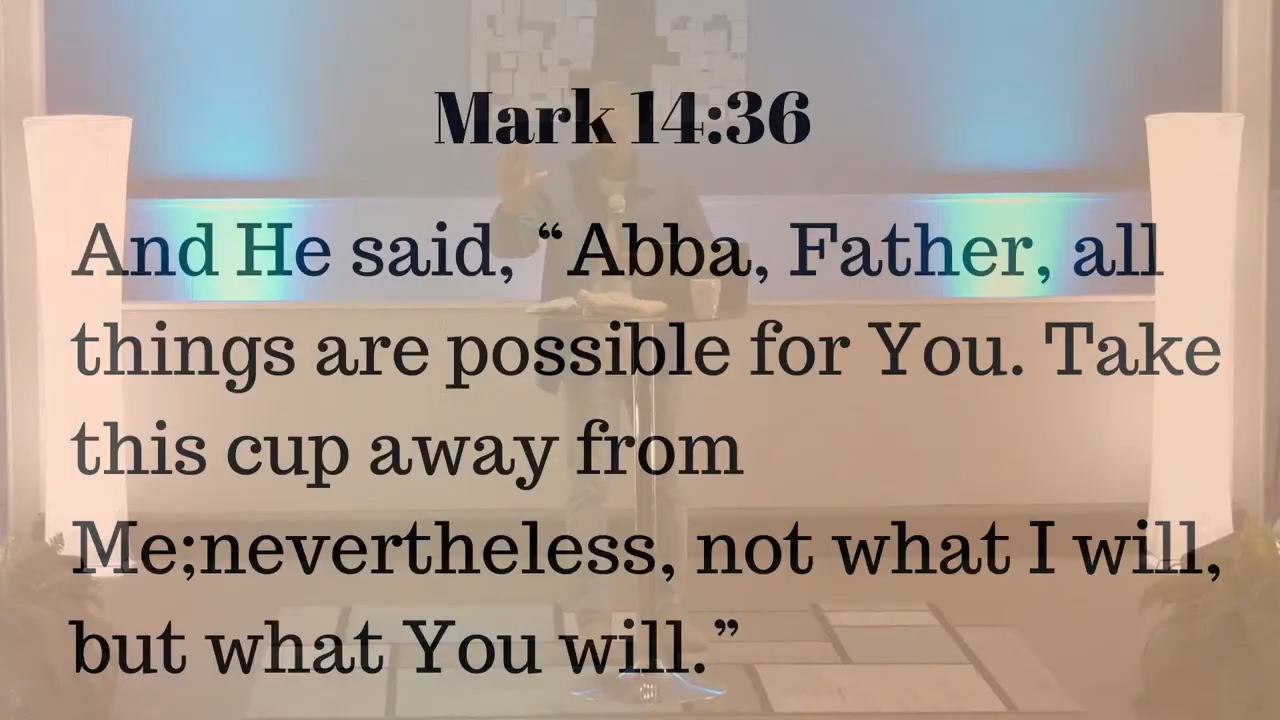 Mark 14:36
And He said, “Abba, Father, all
things are possible for You. Take
this cup away from
Me;nevertheless, not what I will,
but what You will.”